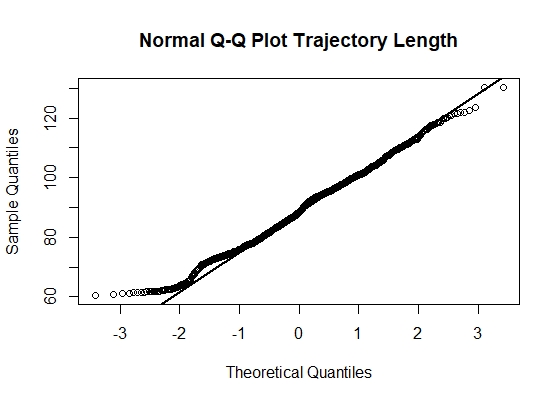 Normal Q-Q Plot Trajectory Length
Sample Quantiles
120
100
80
60
-3 -2 -1 0 1 2 3
Theoretical Quantiles